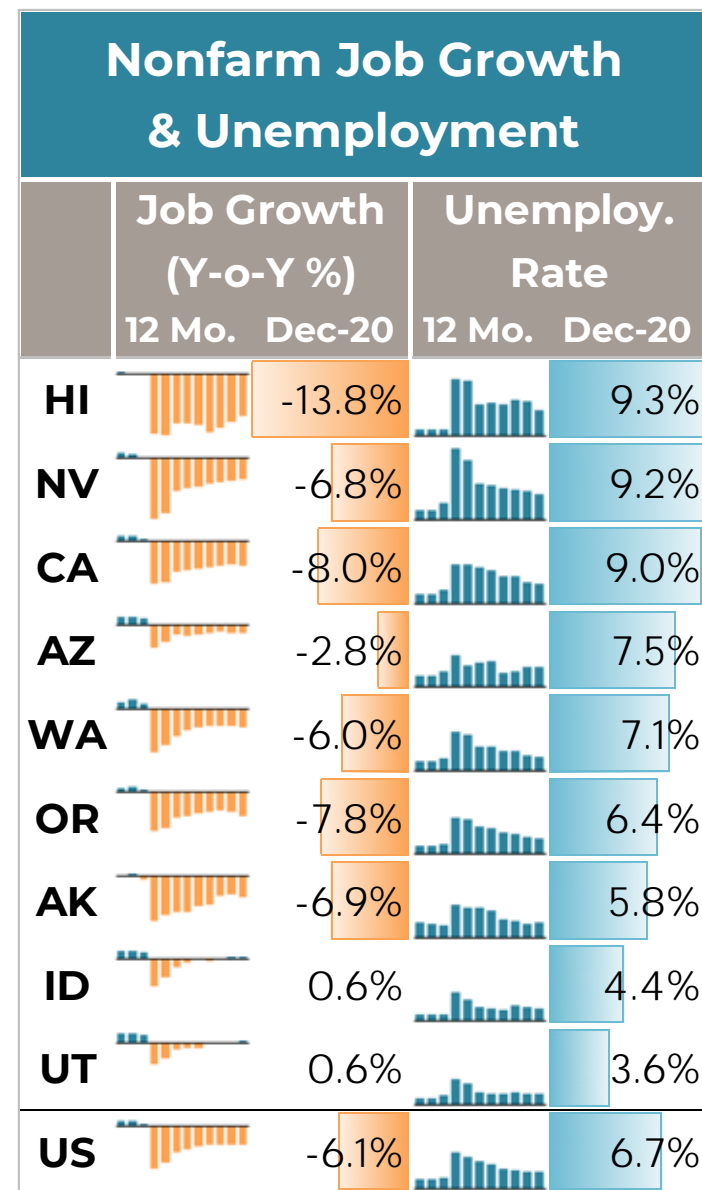 Nonfarm Job Growth
& Unemployment
Job Growth Unemploy.
(Y-o-Y %) Rate
12 Mo. Dec-20 12 Mo. Dec-20
HI -13.8% 9.3%
NV -6.8% 9.2%
CA -8.0% 9.0%
AZ -2.8% 7.5%
WA -6.0% 7.1%
OR -7.8% 6.4%
AK -6.9% 5.8%
ID 0.6% 4.4%
UT 0.6% 3.6%
US -6.1% 6.7%